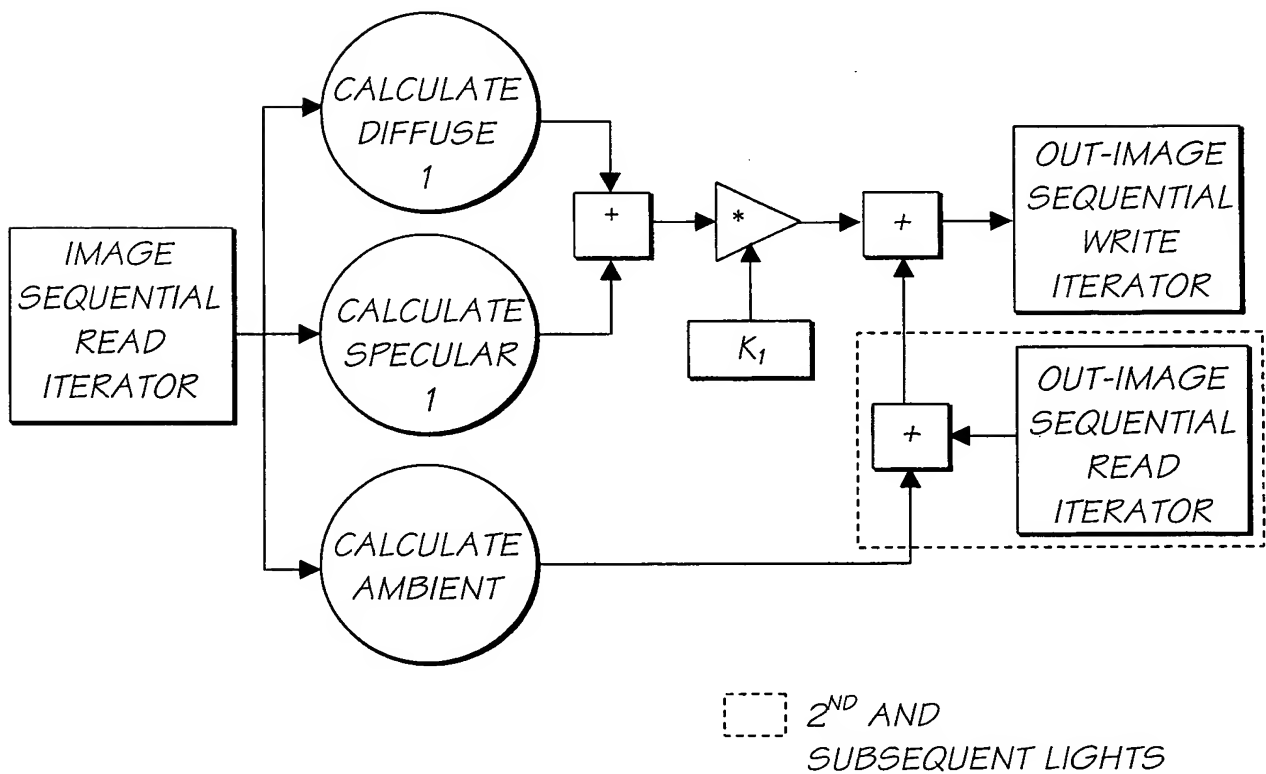 CALCULATE
DIFFUSE
1
IMAGE
SEQUENTIAL
READ
ITERATOR
CALCULATE
SPECULAR
1
CALCULATE
AMBIENT
+
*
K₁
+
OUT-IMAGE
SEQUENTIAL
WRITE
ITERATOR
+
OUT-IMAGE
SEQUENTIAL
READ
ITERATOR
2ᴺᴰ AND
SUBSEQUENT LIGHTS